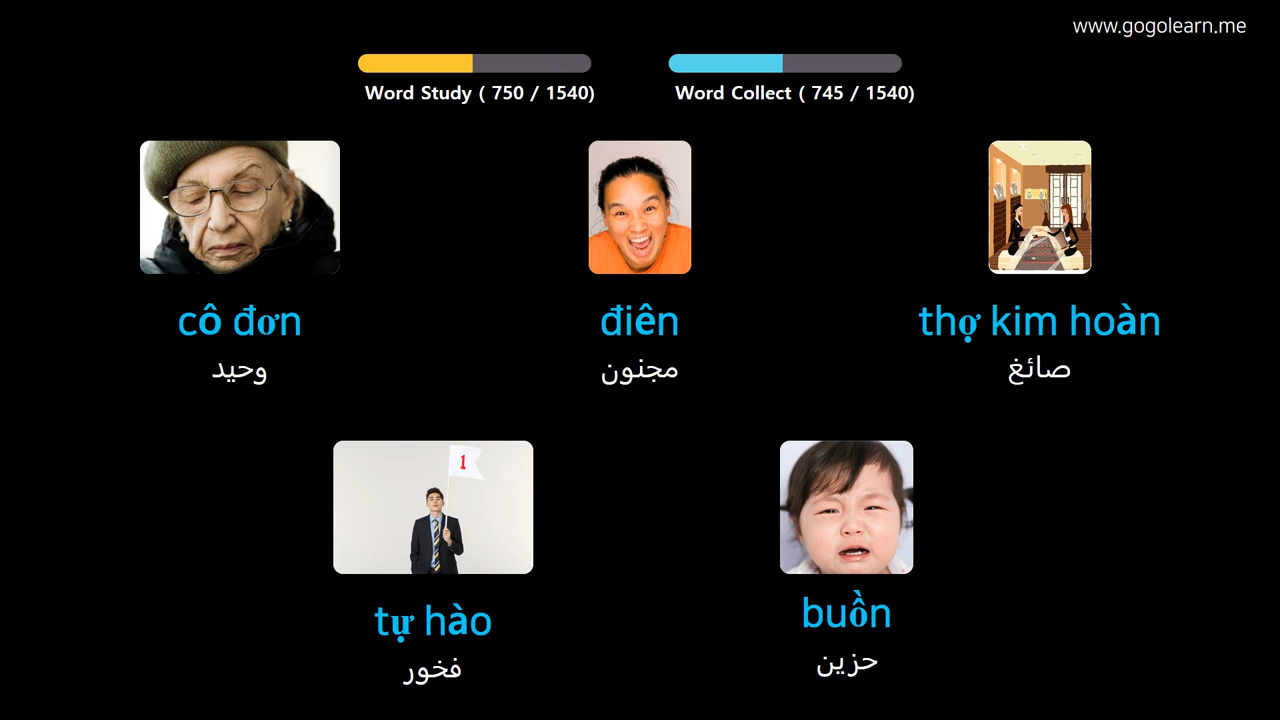 www.gogolearn.me
Word Study ( 750 / 1540)
Word Collect ( 745 / 1540)
cô đơn
وحيد
điên
مجنون
thợ kim hoàn
صائغ
1
tự hào
فخور
buồn
حزين